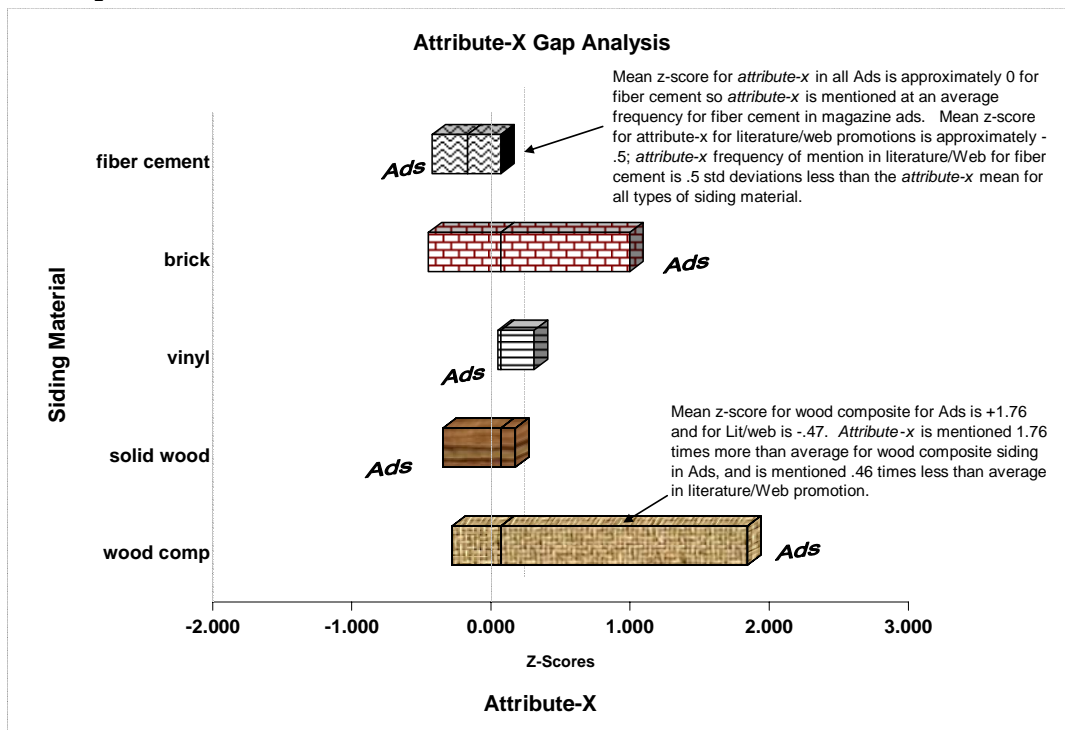 Attribute-X Gap Analysis
Mean z-score for attribute-x in all Ads is approximately 0 for
fiber cement so attribute-x is mentioned at an average
frequency for fiber cement in magazine ads. Mean z-score
for attribute-x for literature/web promotions is approximately -
.5; attribute-x frequency of mention in literature/Web for fiber
cement is .5 std deviations less than the attribute-x mean for
all types of siding material.
fiber cement
Ads
brick
Ads
Siding Material
vinyl
Ads
Mean z-score for wood composite for Ads is +1.76
and for Lit/web is -.47. Attribute-x is mentioned 1.76
times more than average for wood composite siding
in Ads, and is mentioned .46 times less than average
in literature/Web promotion.
solid wood
Ads
wood comp
Ads
-2.000 -1.000 0.000 1.000 2.000 3.000
Z-Scores
Attribute-X